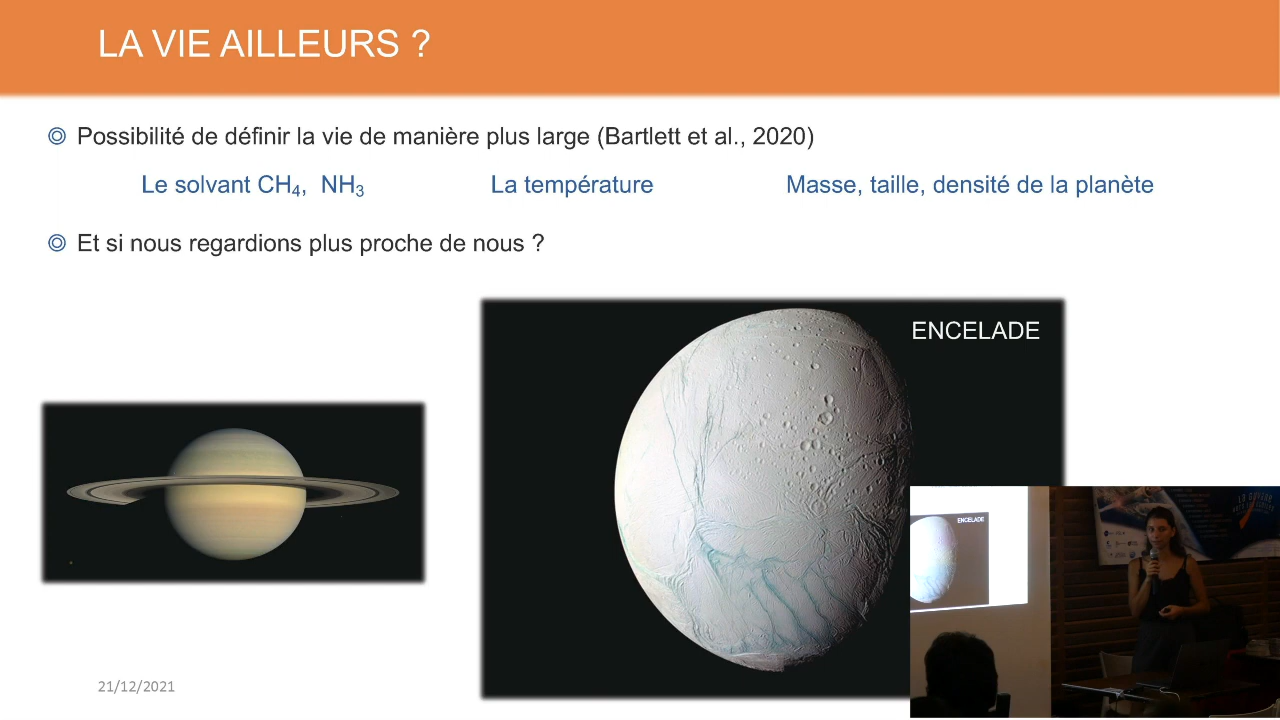 LA VIE AILLEURS ?
Possibilité de définir la vie de manière plus large (Bartlett et al., 2020)
Le solvant CH₄, NH₃
La température
Masse, taille, densité de la planète
Et si nous regardions plus proche de nous ?
ENCELADE
ENCELADE
21/12/2021